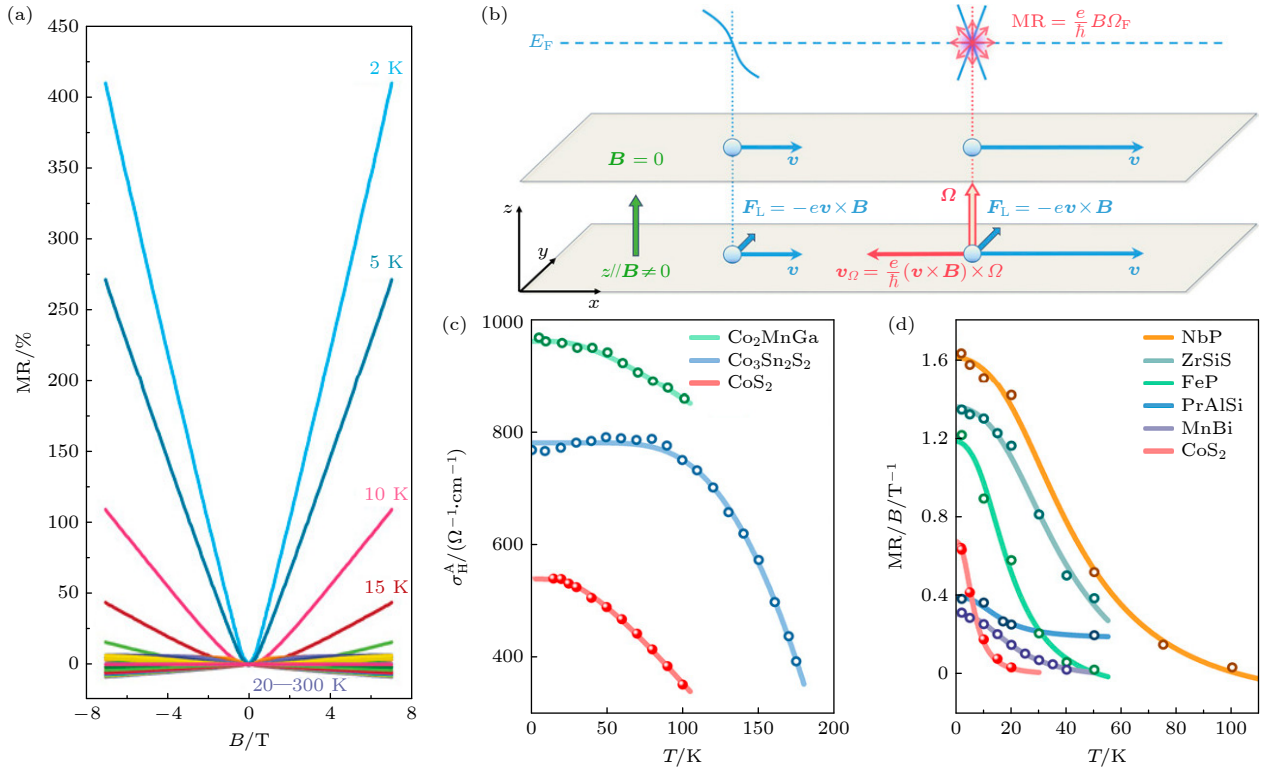 (a)
450
400
350
300
250
200
150
100
50
0
−50
MR/%
−8
−4
0
4
8
B/T
2 K
5 K
10 K
15 K
20—300 K
(b)
E_F
MR = e/ℏ BΩ_F
B = 0
v
v
Ω
F_L = −ev×B
F_L = −ev×B
z
y
x
z//B≠0
v
v_Ω = e/ℏ (v×B)×Ω
v
(c)
1000
800
600
400
σ_H^A/(Ω⁻¹·cm⁻¹)
0
50
100
150
200
T/K
Co₂MnGa
Co₃Sn₂S₂
CoS₂
(d)
1.6
1.2
0.8
0.4
0
MR/B/T⁻¹
0
20
40
60
80
100
T/K
NbP
ZrSiS
FeP
PrAlSi
MnBi
CoS₂